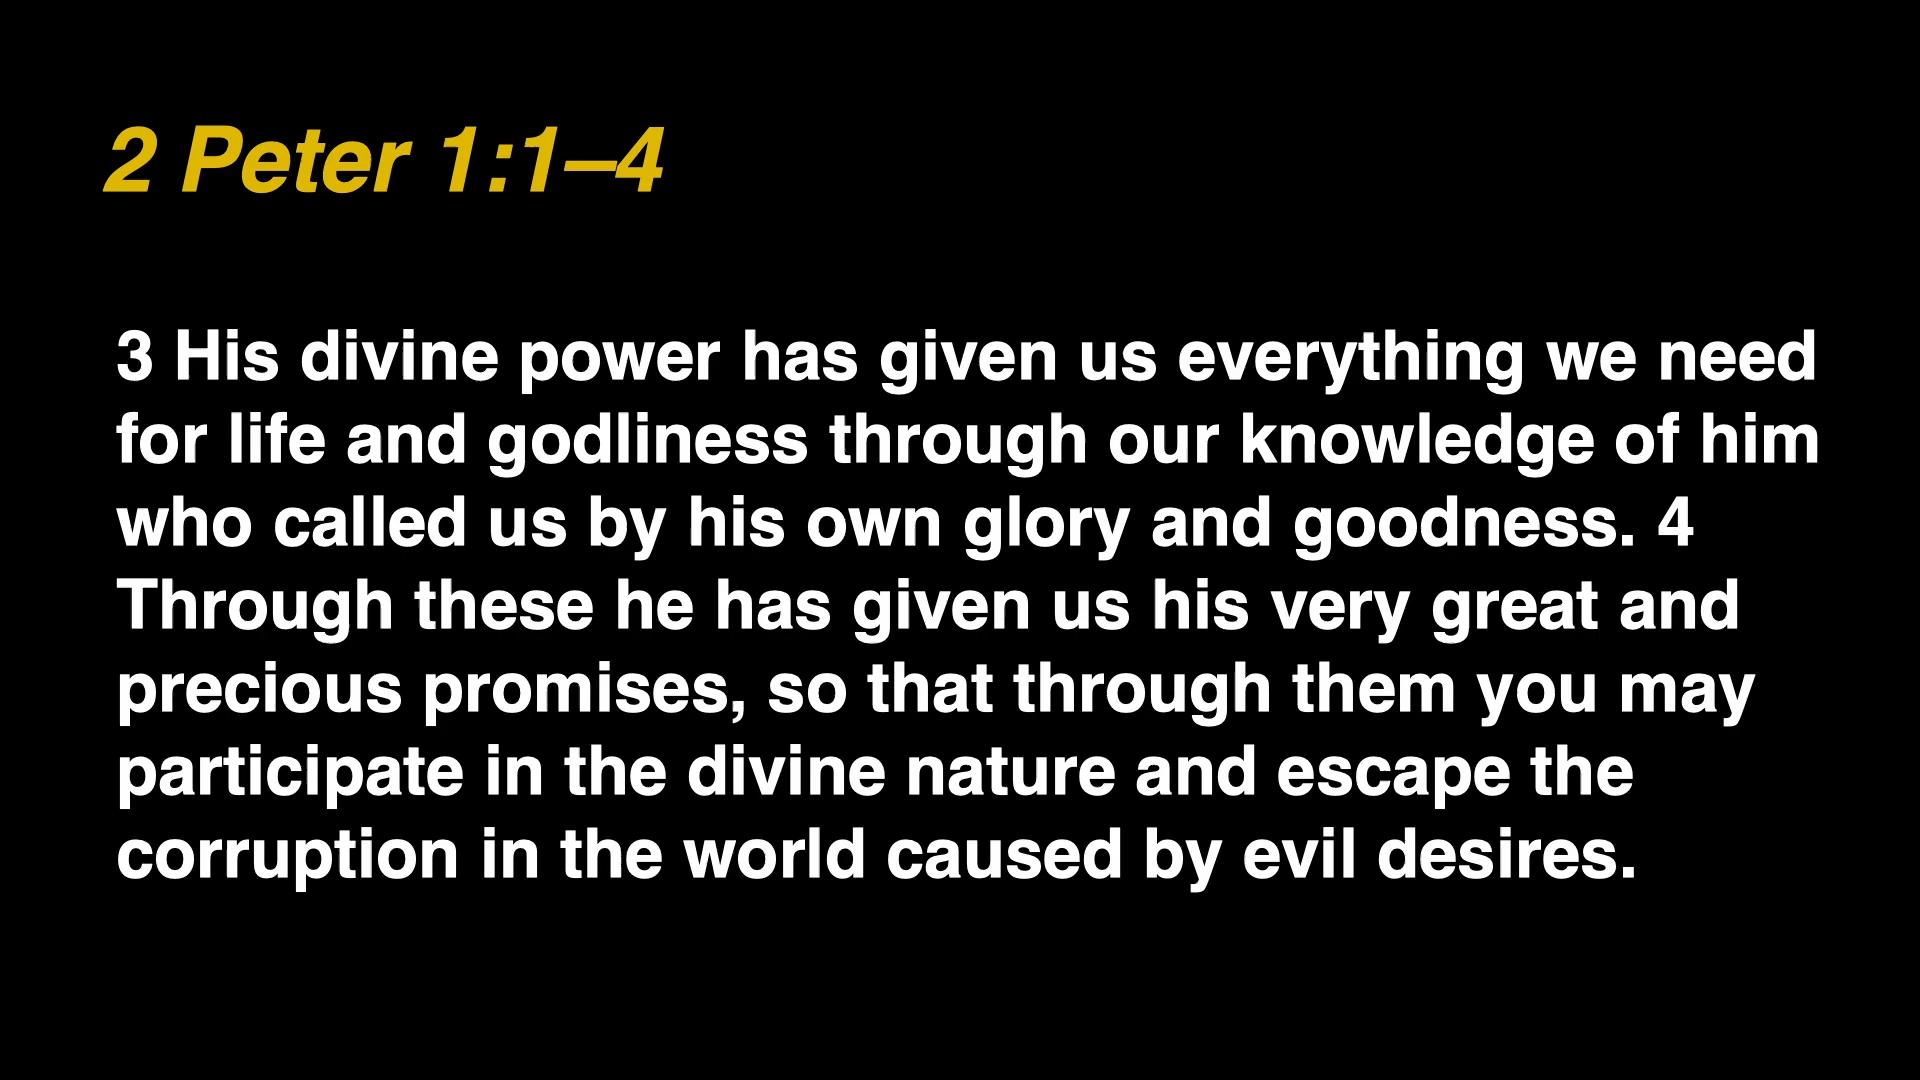 2 Peter 1:1–4
3 His divine power has given us everything we need
for life and godliness through our knowledge of him
who called us by his own glory and goodness. 4
Through these he has given us his very great and
precious promises, so that through them you may
participate in the divine nature and escape the
corruption in the world caused by evil desires.